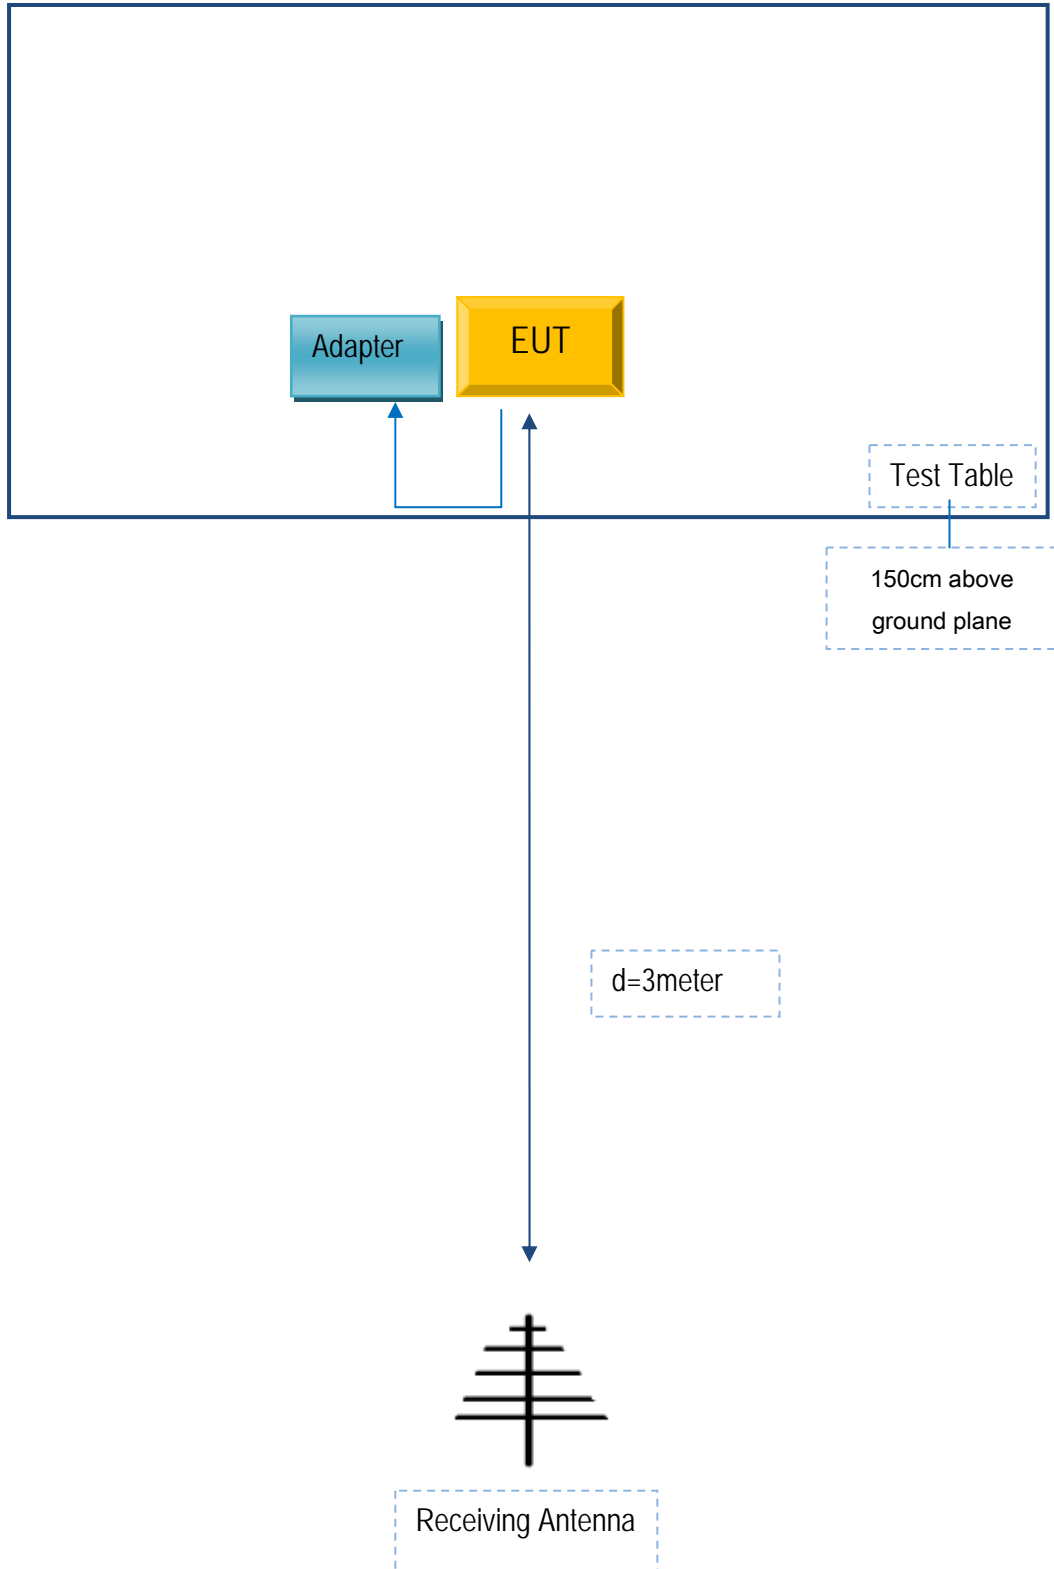 Adapter
EUT
Test Table
150cm above
ground plane
d=3meter
Receiving Antenna